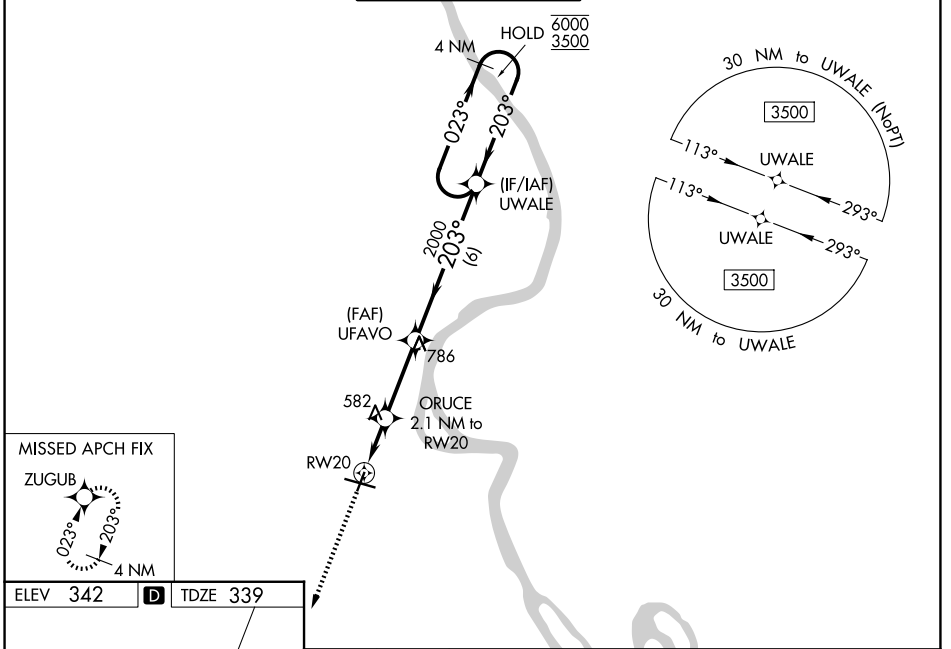 HOLD 6000
3500
4 NM
023°
203°
(IF/IAF)
UWALE
2000
203°
(6)
(FAF)
UFAVO
786
582
ORUCE
2.1 NM to
RW20
RW20
30 NM to UWALE (NoPT)
3500
113°
UWALE
293°
113°
UWALE
293°
3500
30 NM to UWALE
MISSED APCH FIX
ZUGUB
023°
203°
4 NM
ELEV 342 D TDZE 339